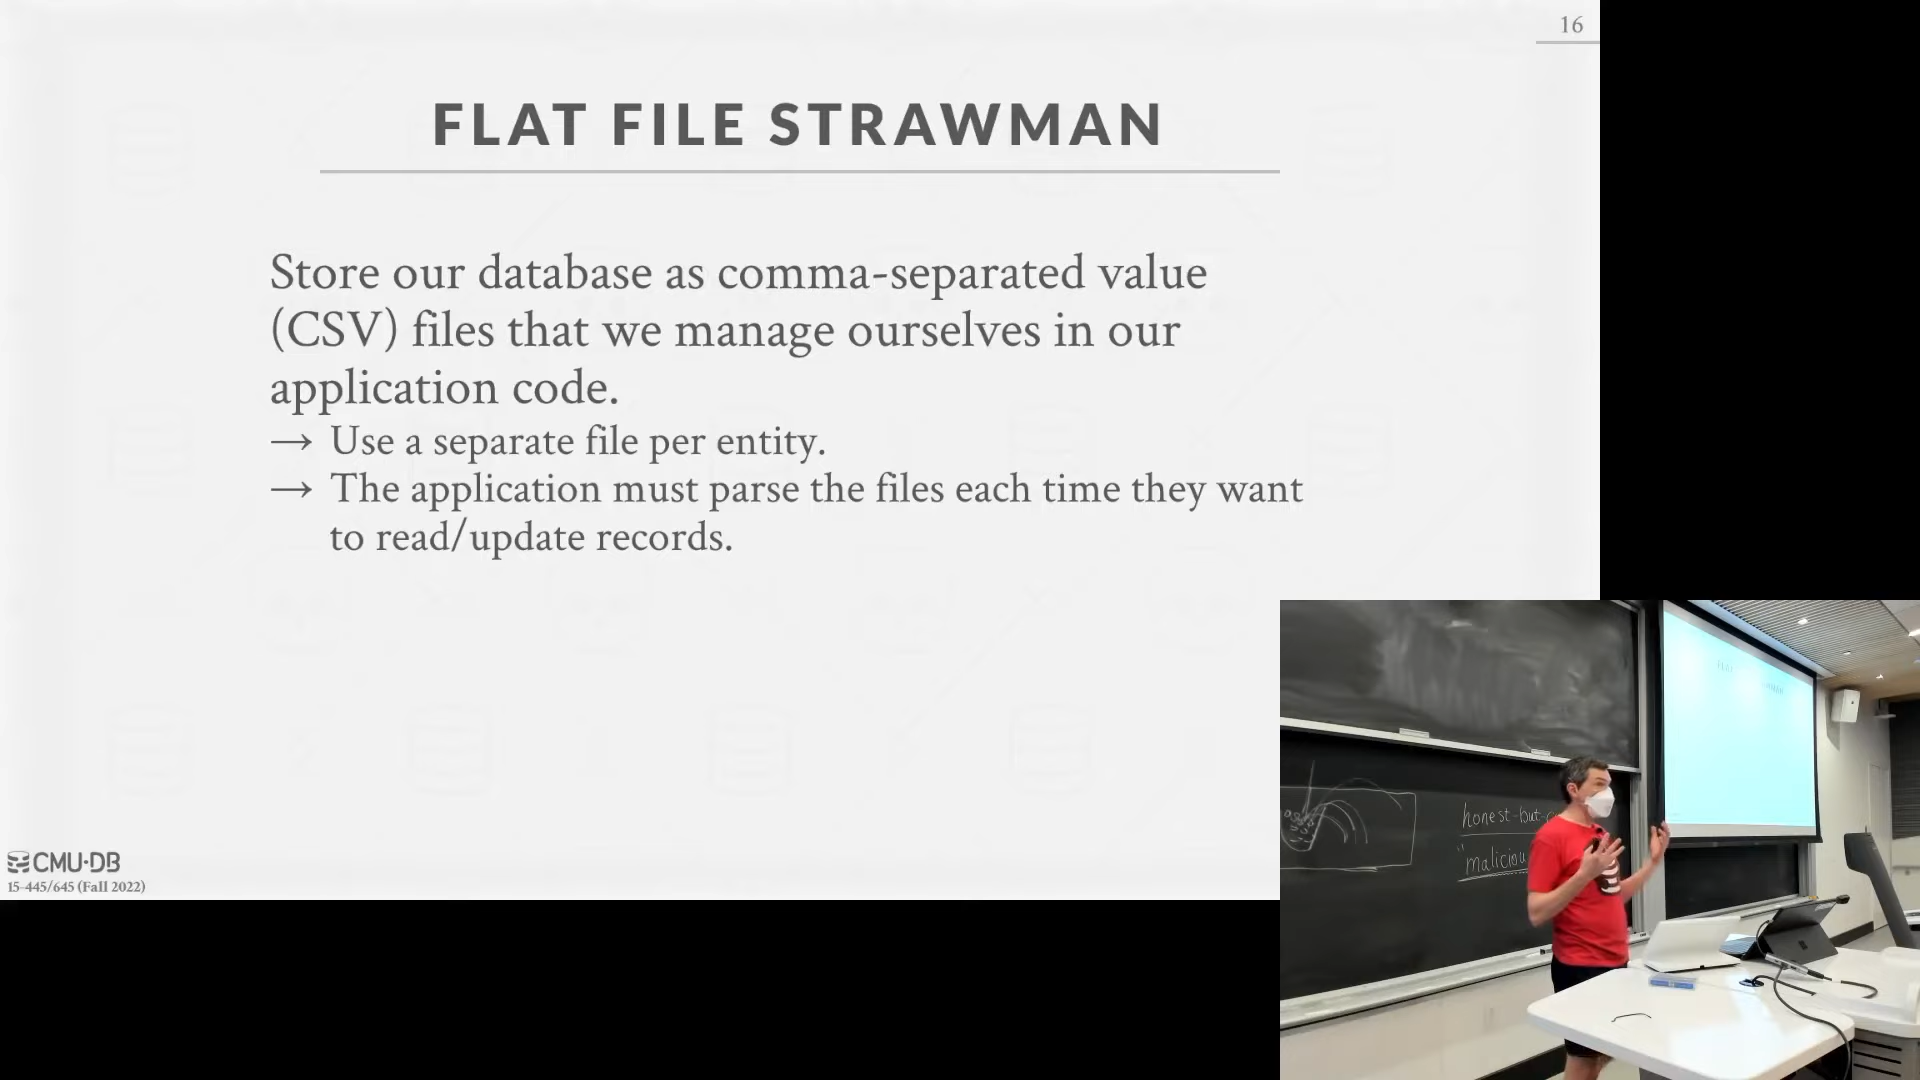 16
FLAT FILE STRAWMAN
Store our database as comma-separated value
(CSV) files that we manage ourselves in our
application code.
→ Use a separate file per entity.
→ The application must parse the files each time they want
to read/update records.
CMU·DB
15-445/645 (Fall 2022)
honest-but-
"maliciou